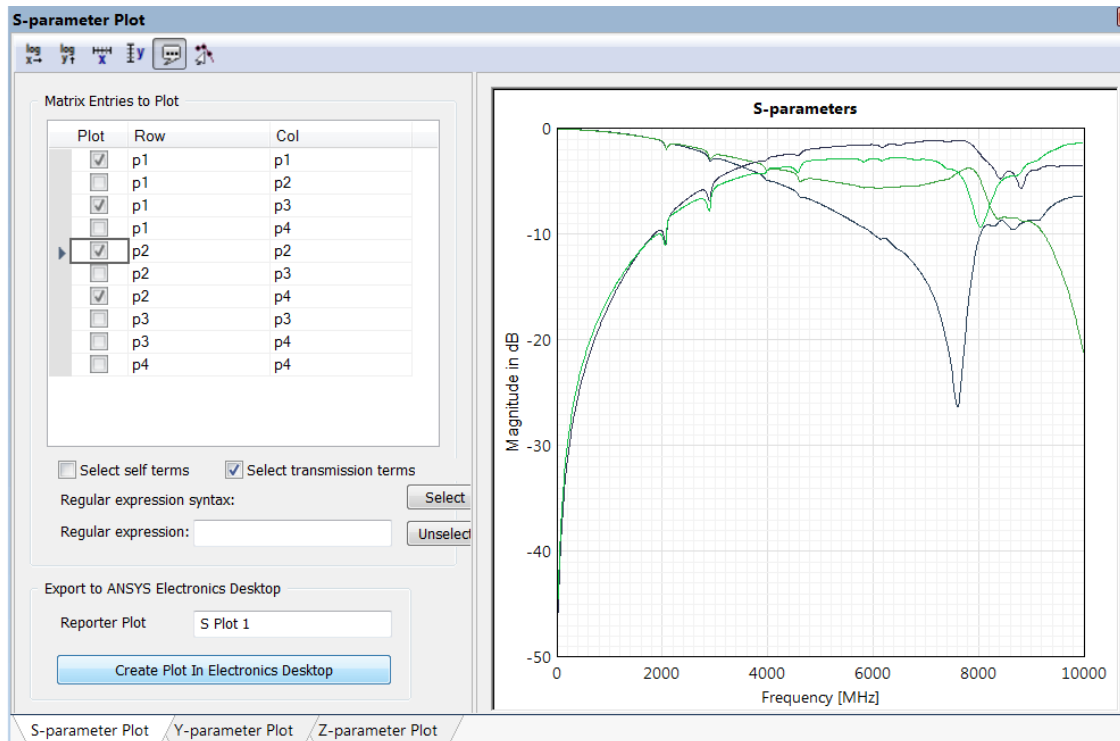 S-parameter Plot
log x→ log y↑ x y
Matrix Entries to Plot
Plot Row Col
p1 p1
p1 p2
p1 p3
p1 p4
p2 p2
p2 p3
p2 p4
p3 p3
p3 p4
p4 p4
Select self terms Select transmission terms
Regular expression syntax: Select
Regular expression: Unselect
Export to ANSYS Electronics Desktop
Reporter Plot S Plot 1
Create Plot In Electronics Desktop
S-parameters
Magnitude in dB
0
-10
-20
-30
-40
-50
0 2000 4000 6000 8000 10000
Frequency [MHz]
S-parameter Plot Y-parameter Plot Z-parameter Plot